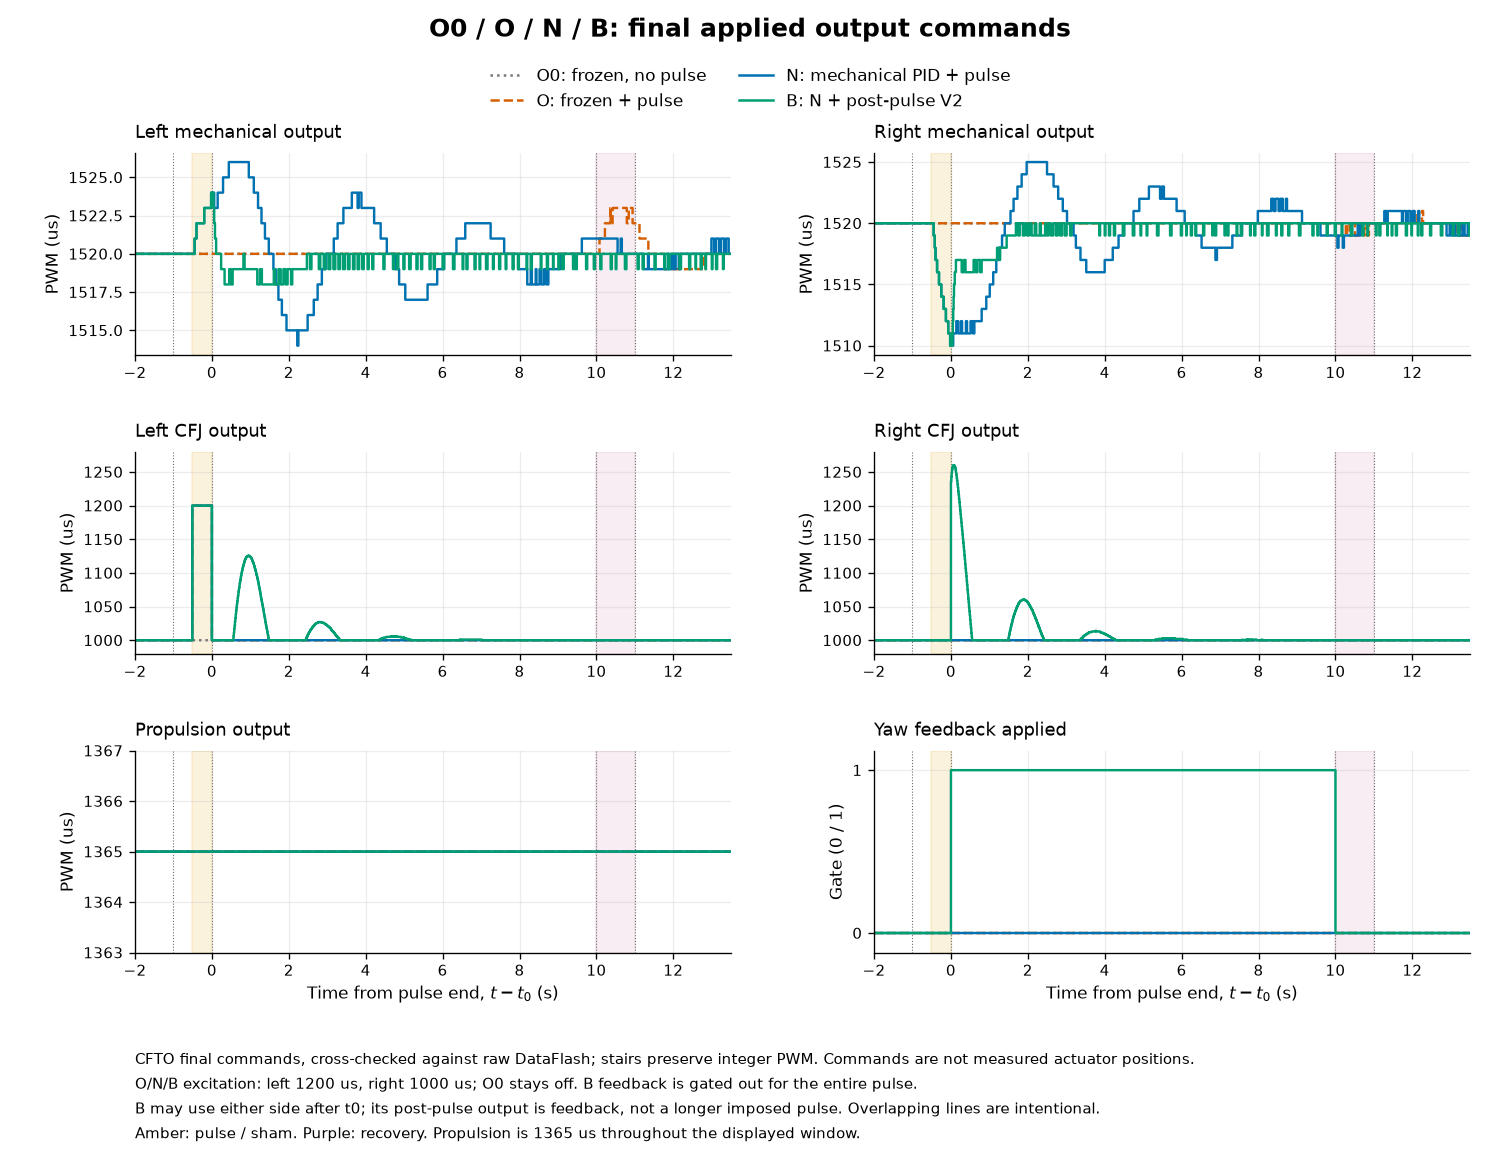 O0 / O / N / B: final applied output commands
O0: frozen, no pulse
O: frozen + pulse
N: mechanical PID + pulse
B: N + post-pulse V2
Left mechanical output
PWM (us)
1525.0
1522.5
1520.0
1517.5
1515.0
−2 0 2 4 6 8 10 12
Right mechanical output
PWM (us)
1525
1520
1515
1510
−2 0 2 4 6 8 10 12
Left CFJ output
PWM (us)
1250
1200
1150
1100
1050
1000
−2 0 2 4 6 8 10 12
Right CFJ output
PWM (us)
1250
1200
1150
1100
1050
1000
−2 0 2 4 6 8 10 12
Propulsion output
PWM (us)
1367
1366
1365
1364
1363
−2 0 2 4 6 8 10 12
Time from pulse end, t − t₀ (s)
Yaw feedback applied
Gate (0 / 1)
1
0
−2 0 2 4 6 8 10 12
Time from pulse end, t − t₀ (s)
CFTO final commands, cross-checked against raw DataFlash; stairs preserve integer PWM. Commands are not measured actuator positions.
O/N/B excitation: left 1200 us, right 1000 us; O0 stays off. B feedback is gated out for the entire pulse.
B may use either side after t0; its post-pulse output is feedback, not a longer imposed pulse. Overlapping lines are intentional.
Amber: pulse / sham. Purple: recovery. Propulsion is 1365 us throughout the displayed window.